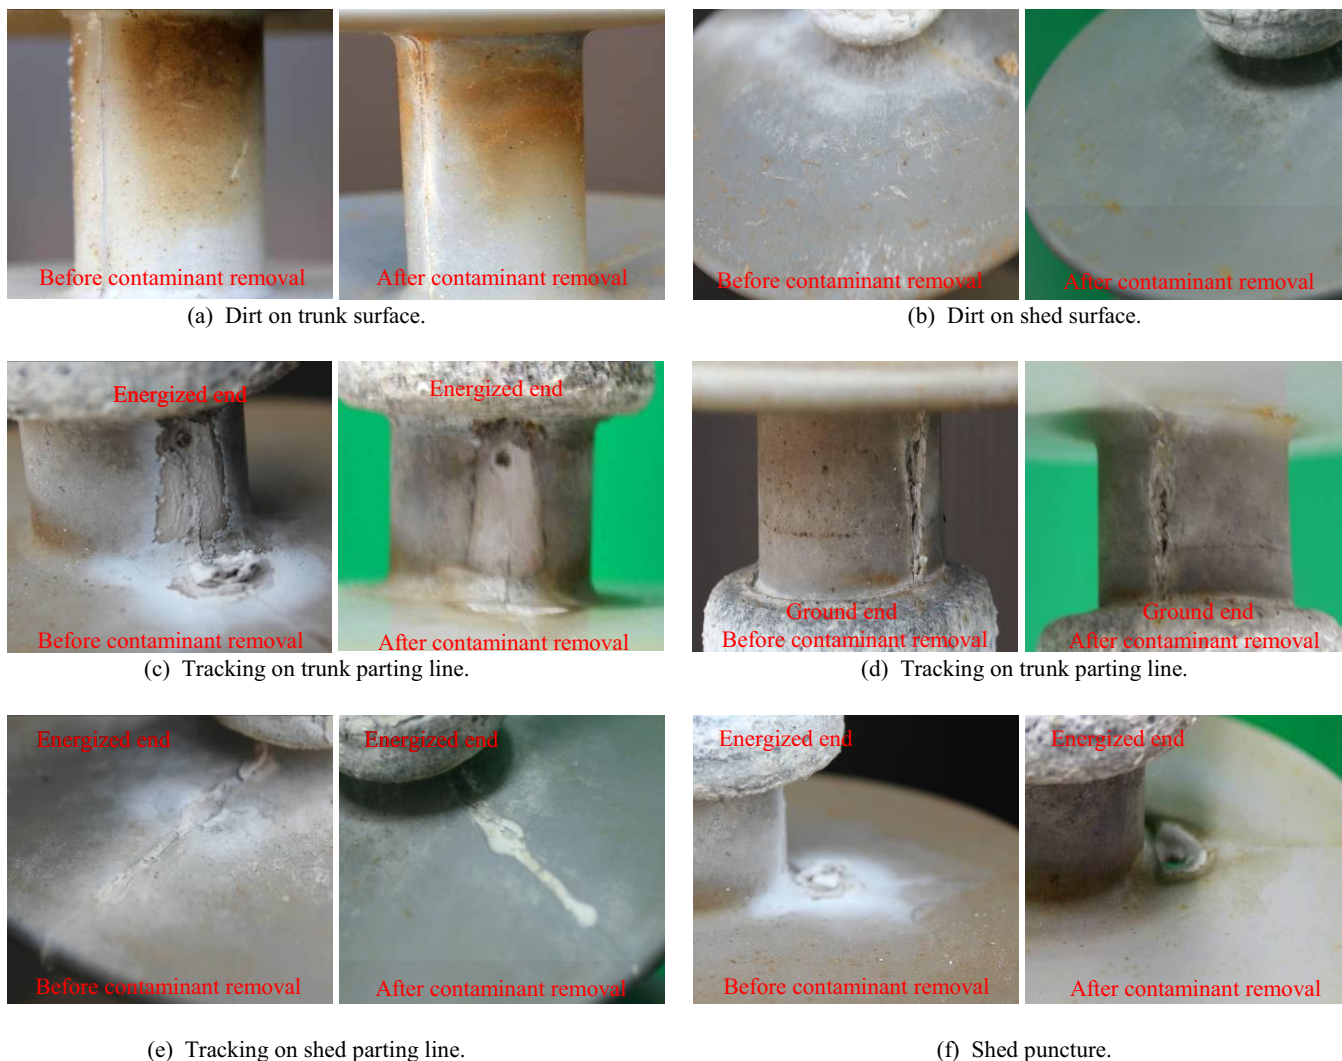 Before contaminant removal
After contaminant removal
Before contaminant removal
After contaminant removal
(a) Dirt on trunk surface.
(b) Dirt on shed surface.
Energized end
Before contaminant removal
Energized end
After contaminant removal
Ground end
Before contaminant removal
Ground end
After contaminant removal
(c) Tracking on trunk parting line.
(d) Tracking on trunk parting line.
Energized end
Before contaminant removal
Energized end
After contaminant removal
Energized end
Before contaminant removal
Energized end
After contaminant removal
(e) Tracking on shed parting line.
(f) Shed puncture.